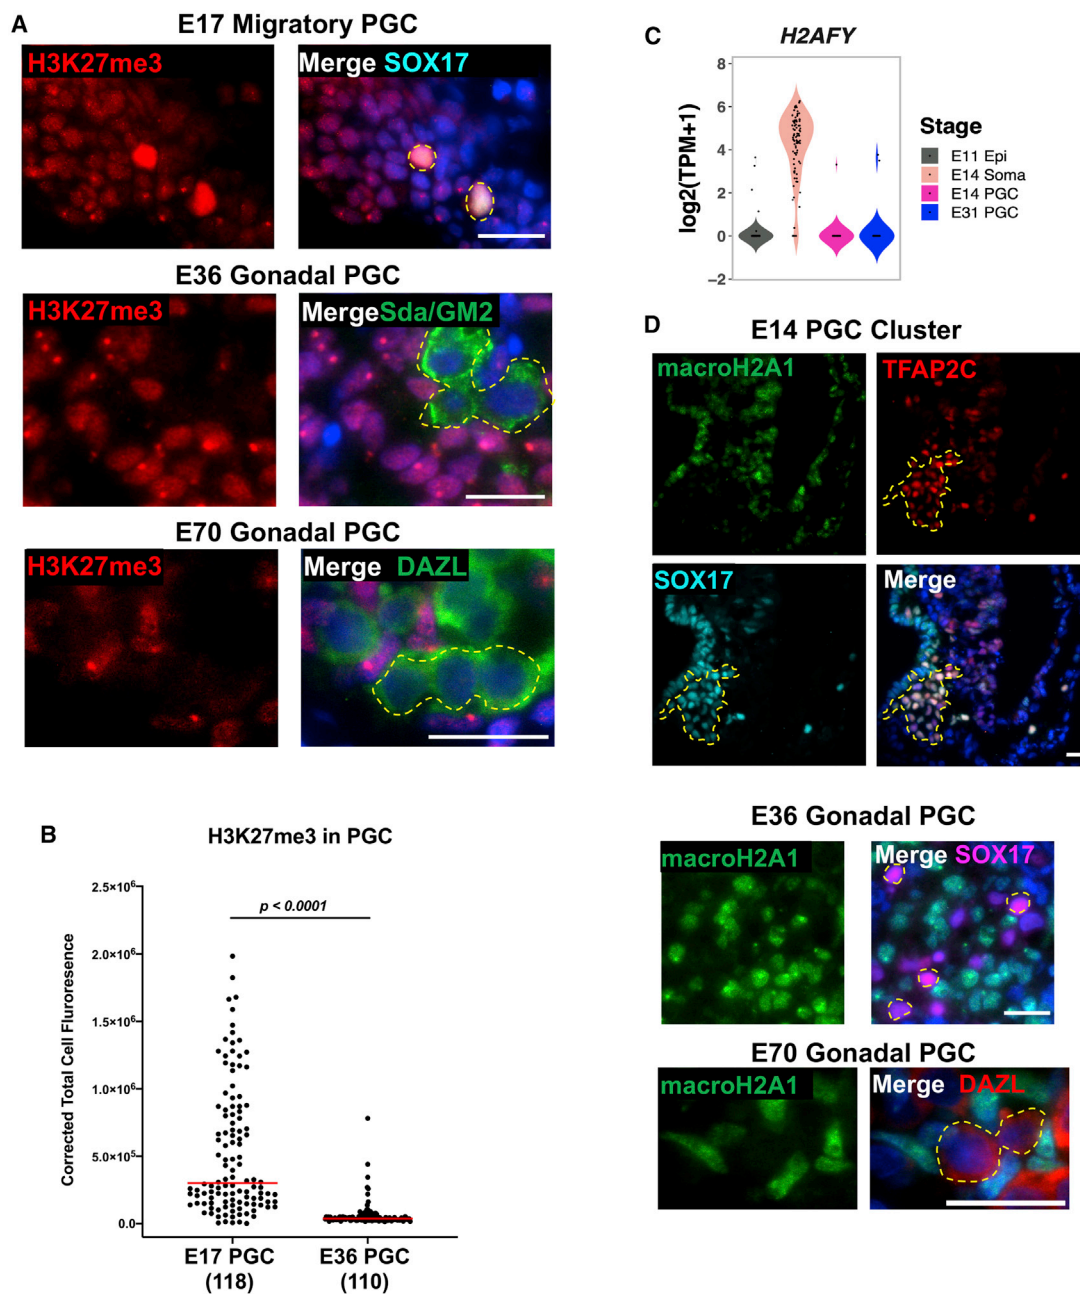 A
E17 Migratory PGC
H3K27me3
Merge SOX17
E36 Gonadal PGC
H3K27me3
MergeSda/GM2
E70 Gonadal PGC
H3K27me3
Merge DAZL
B
H3K27me3 in PGC
Corrected Total Cell Fluroresence
2.5×10⁶
2.0×10⁶
1.5×10⁶
1.0×10⁶
5.0×10⁵
0.0
p < 0.0001
E17 PGC
(118)
E36 PGC
(110)
C
H2AFY
log2(TPM+1)
8
6
4
2
0
−2
Stage
E11 Epi
E14 Soma
E14 PGC
E31 PGC
D
E14 PGC Cluster
macroH2A1
TFAP2C
SOX17
Merge
E36 Gonadal PGC
macroH2A1
Merge SOX17
E70 Gonadal PGC
macroH2A1
Merge DAZL